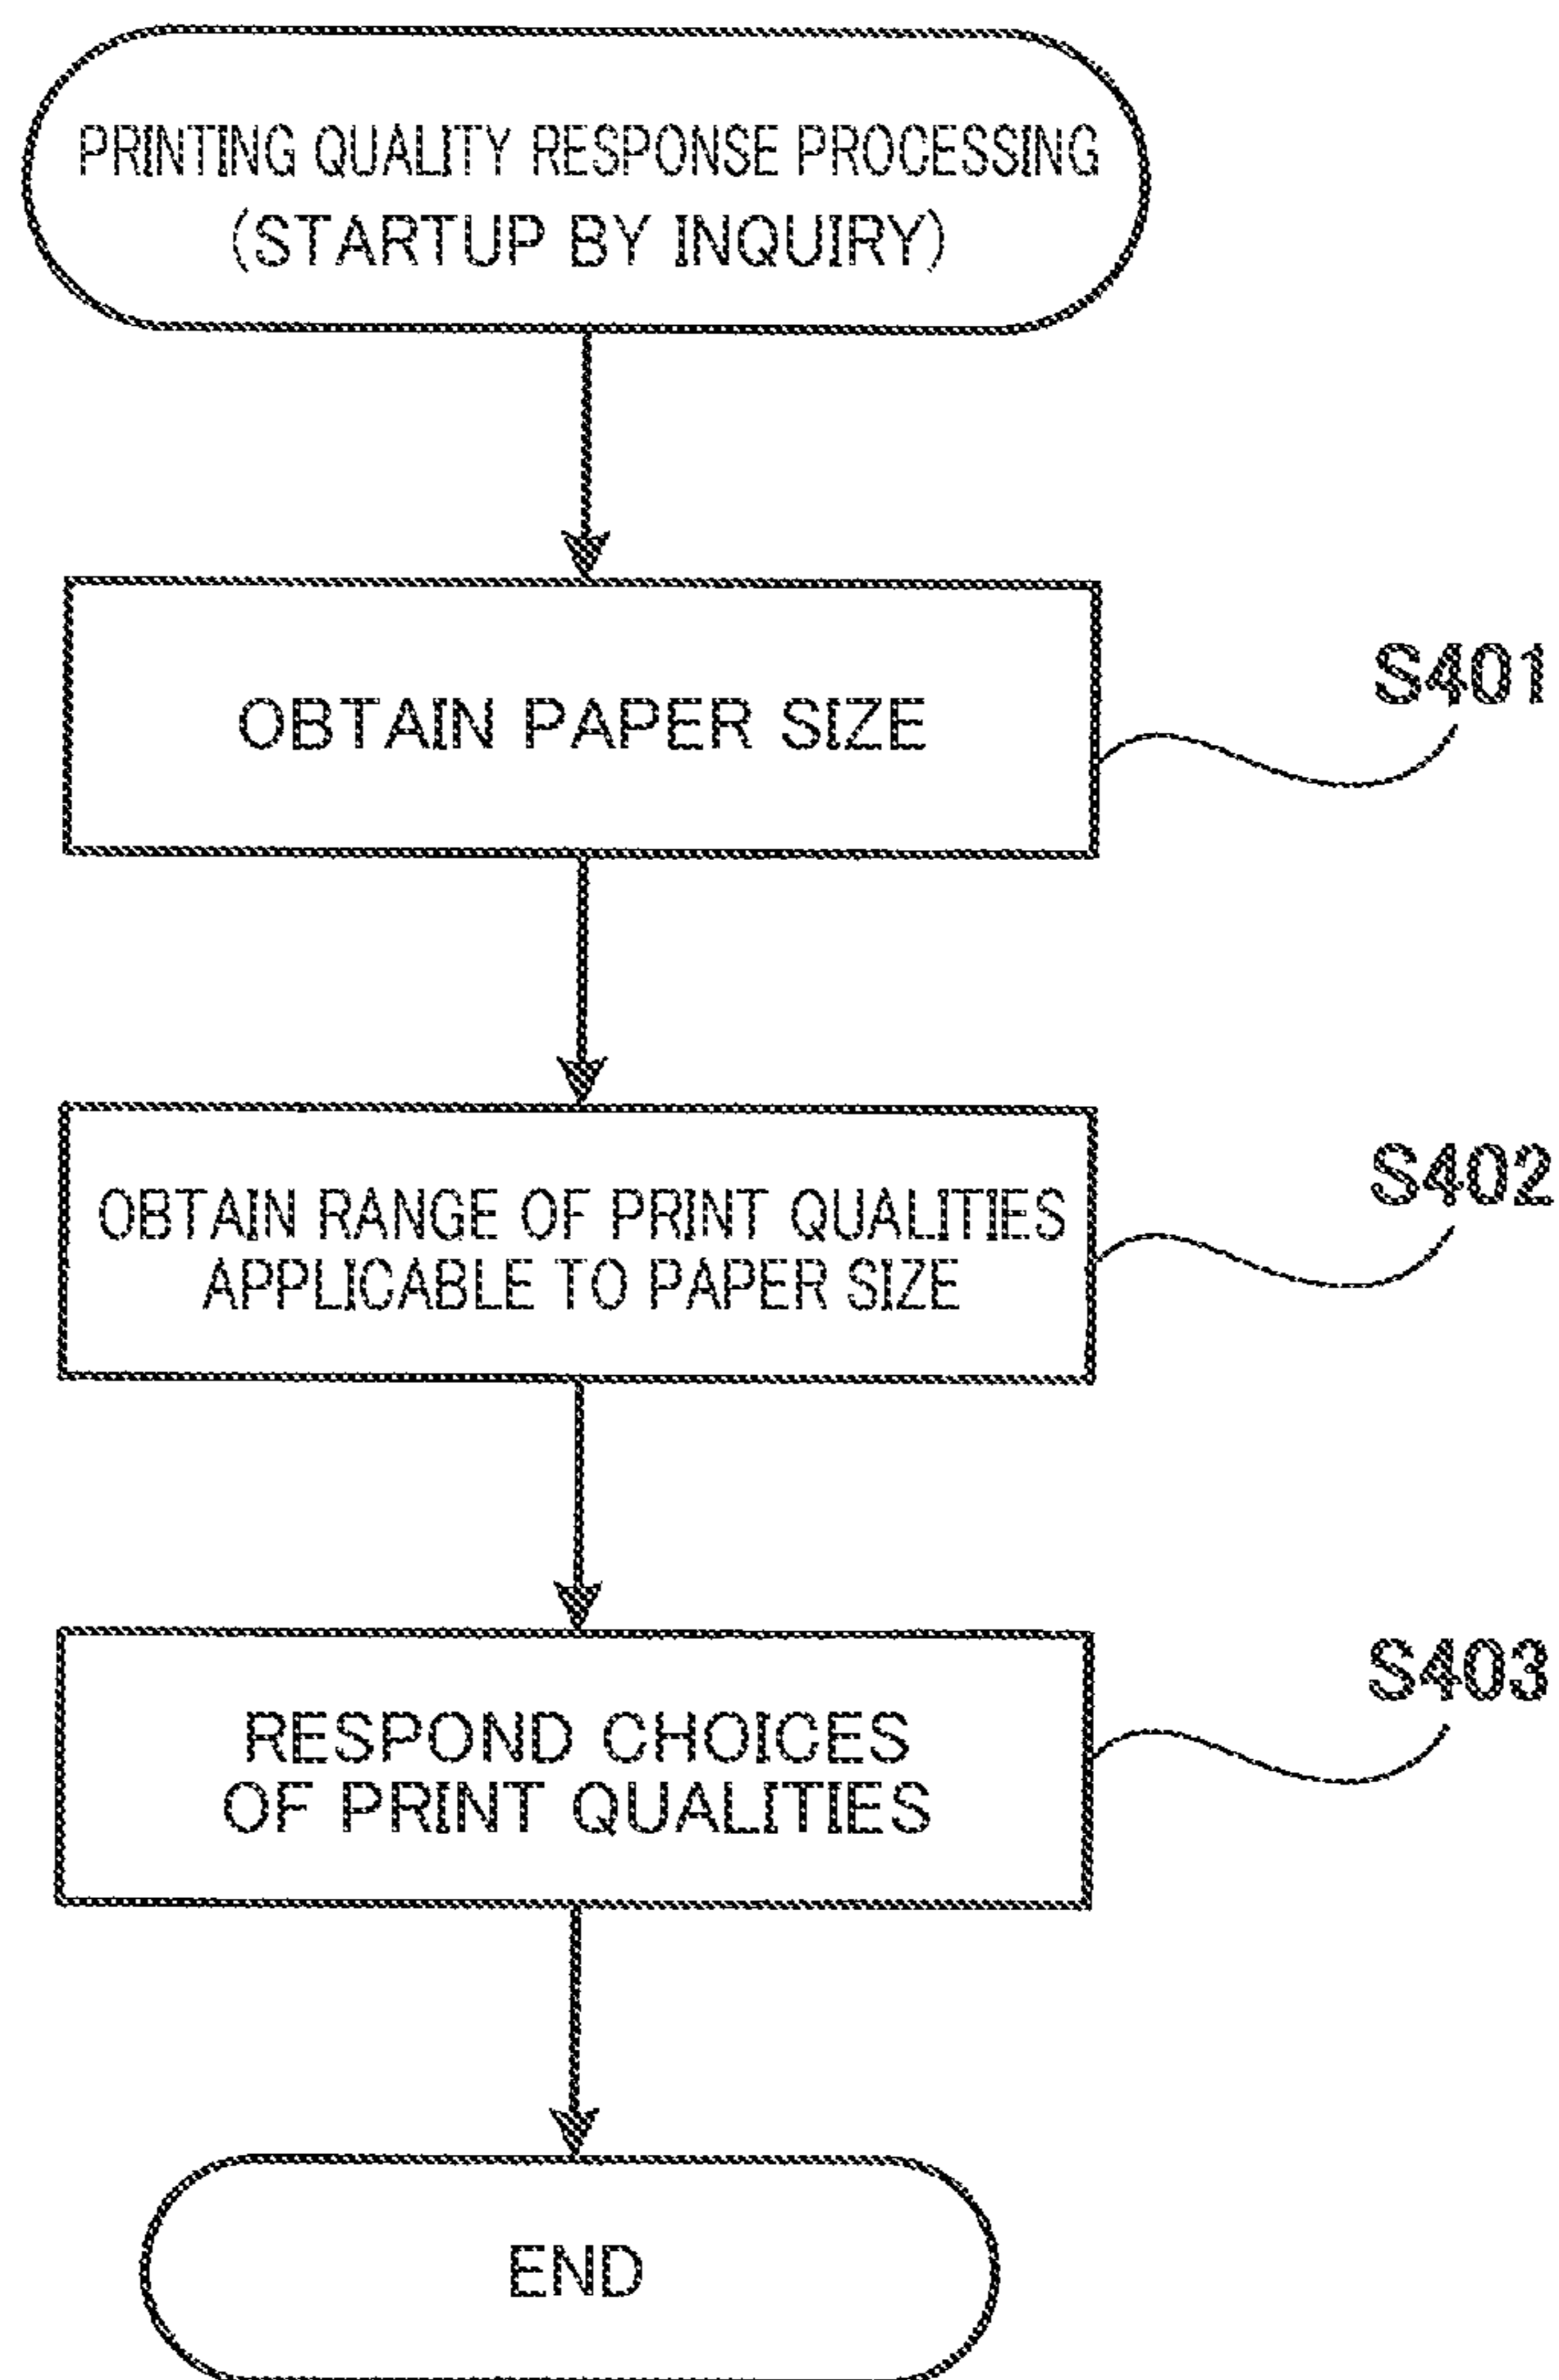 PRINTING QUALITY RESPONSE PROCESSING
(STARTUP BY INQUIRY)
OBTAIN PAPER SIZE
S401
OBTAIN RANGE OF PRINT QUALITIES
APPLICABLE TO PAPER SIZE
S402
RESPOND CHOICES
OF PRINT QUALITIES
S403
END